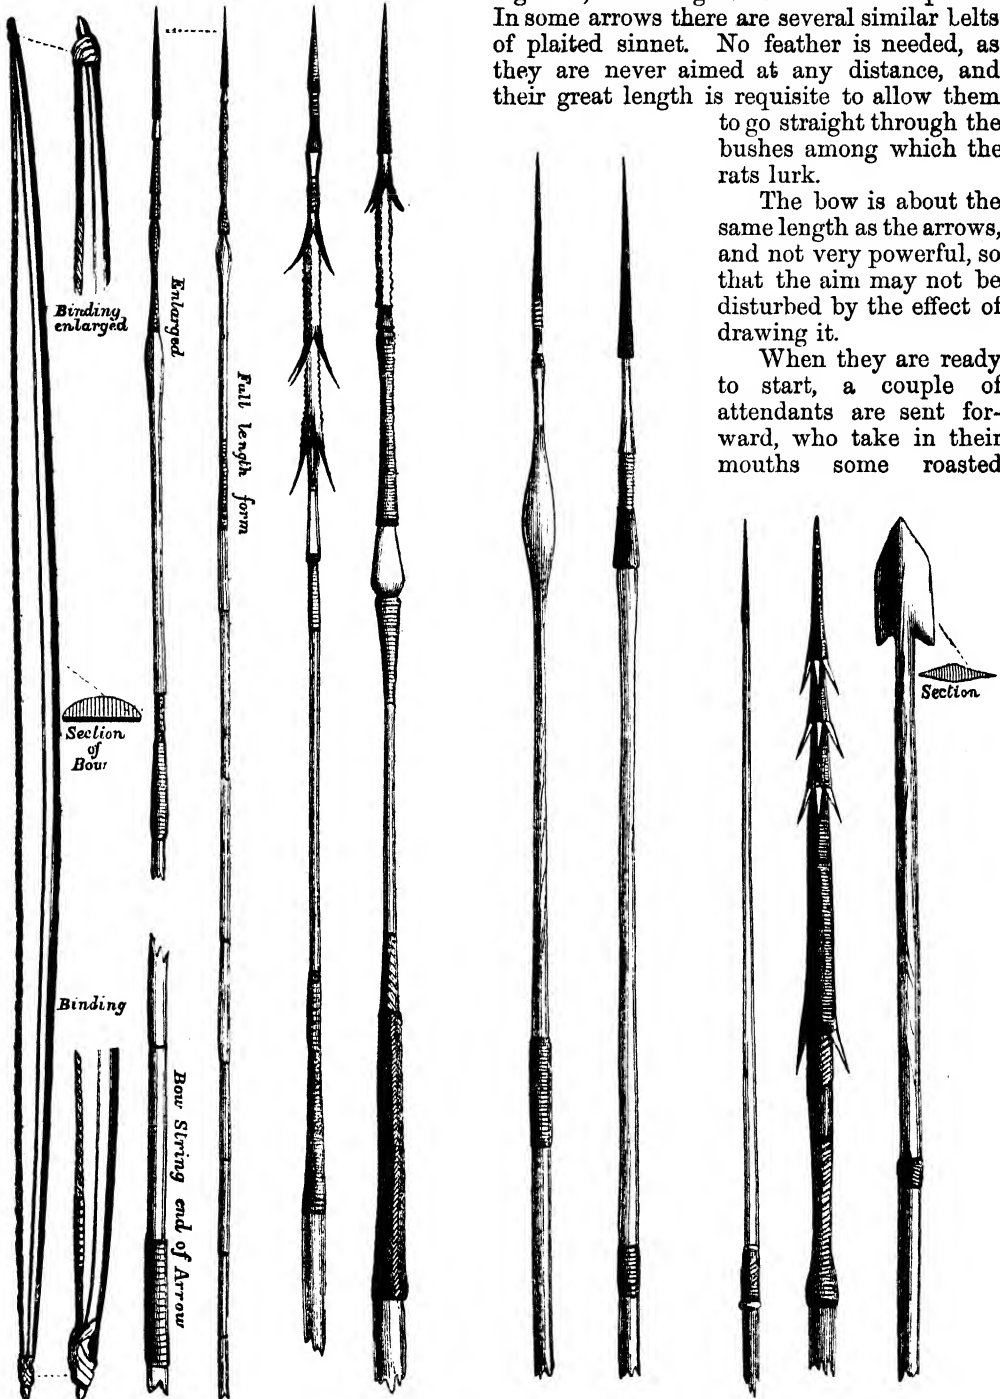 In some arrows there are several similar Lelts
of plaited sinnet. No feather is needed, as
they are never aimed at any distance, and
their great length is requisite to allow them
to go straight through the
bushes among which the
rats lurk.
The bow is about the
same length as the arrows,
and not very powerful, so
that the aim may not be
disturbed by the effect of
drawing it.
When they are ready
to start, a couple of
attendants are sent for-
ward, who take in their
mouths some roasted
Binding
enlarged
Enlarged
Full length form
Section
of
Bow
Section
Binding
Bow String end of Arrow